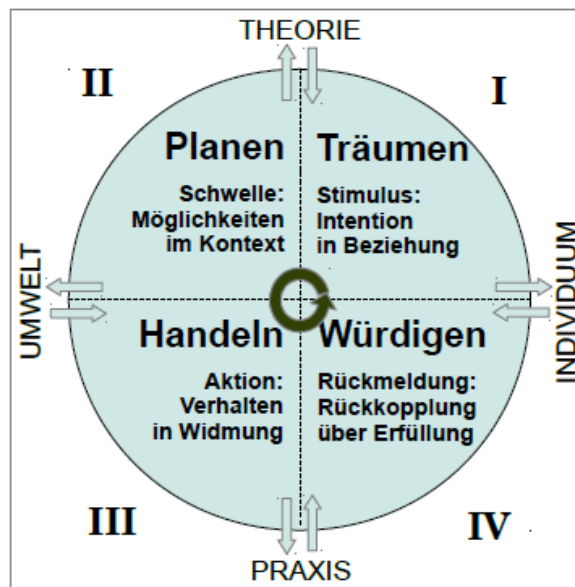 THEORIE
II
I
Planen
Schwelle:
Möglichkeiten
im Kontext
Träumen
Stimulus:
Intention
in Beziehung
UMWELT
INDIVIDUUM
Handeln
Aktion:
Verhalten
in Widmung
Würdigen
Rückmeldung:
Rückkopplung
über Erfüllung
III
IV
PRAXIS